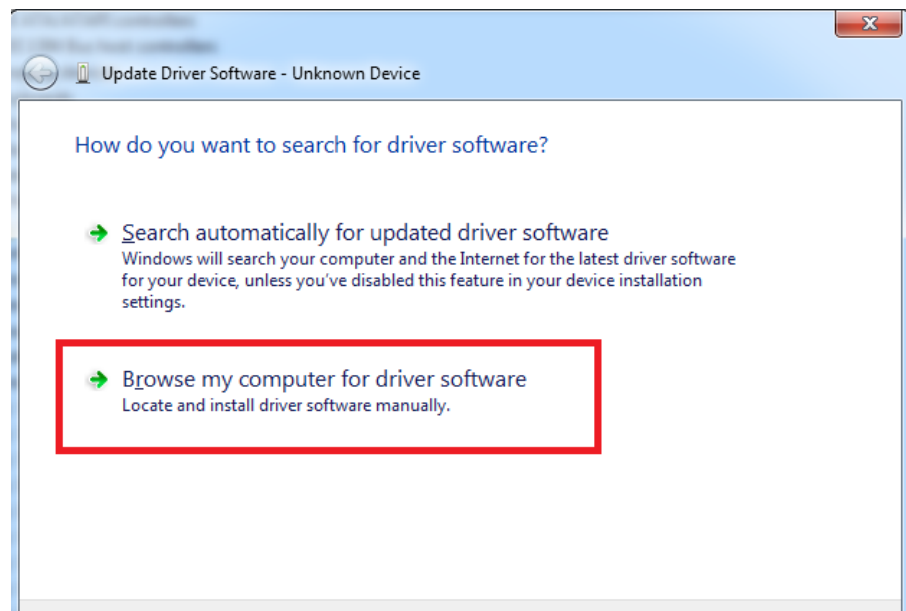 Update Driver Software - Unknown Device
How do you want to search for driver software?
Search automatically for updated driver software
Windows will search your computer and the Internet for the latest driver software
for your device, unless you've disabled this feature in your device installation
settings.
Browse my computer for driver software
Locate and install driver software manually.